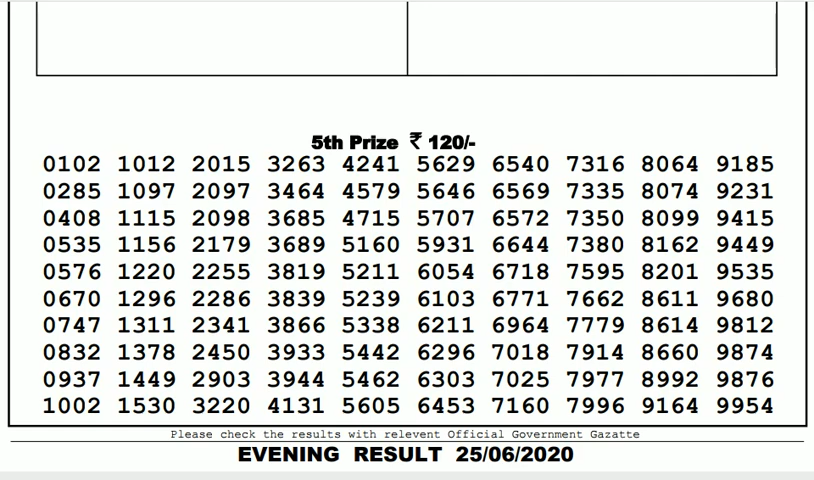 5th Prize ₹ 120/-
0102 1012 2015 3263 4241 5629 6540 7316 8064 9185
0285 1097 2097 3464 4579 5646 6569 7335 8074 9231
0408 1115 2098 3685 4715 5707 6572 7350 8099 9415
0535 1156 2179 3689 5160 5931 6644 7380 8162 9449
0576 1220 2255 3819 5211 6054 6718 7595 8201 9535
0670 1296 2286 3839 5239 6103 6771 7662 8611 9680
0747 1311 2341 3866 5338 6211 6964 7779 8614 9812
0832 1378 2450 3933 5442 6296 7018 7914 8660 9874
0937 1449 2903 3944 5462 6303 7025 7977 8992 9876
1002 1530 3220 4131 5605 6453 7160 7996 9164 9954
Please check the results with relevent Official Government Gazatte
EVENING RESULT 25/06/2020